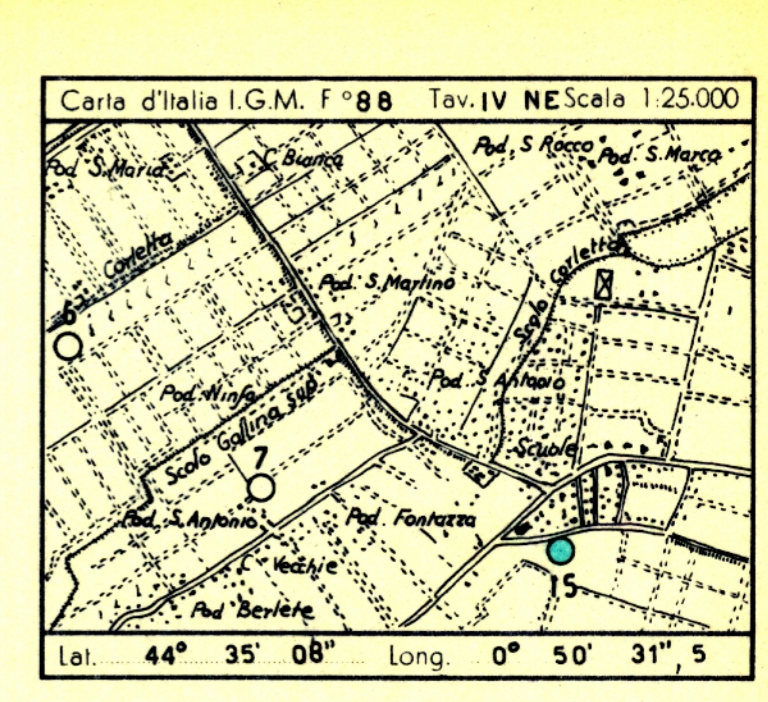 Carta d'Italia I.G.M. F°88 Tav. IV NE Scala 1:25.000
Pod. S. Rocco
Pod. S. Marco
C. Bianca
Pod. S. Maria
Corletta
Scolo Corletta
Pod. S. Martino
6
Pod. S. Antonio
Pod. Ninfa
Scolo Gallina Sup.
Scuole
7
Pod. S. Antonio
Pod. Fontazza
C. Vecchie
15
Pod. Berlete
Lat. 44° 35' 08" Long. 0° 50' 31",5